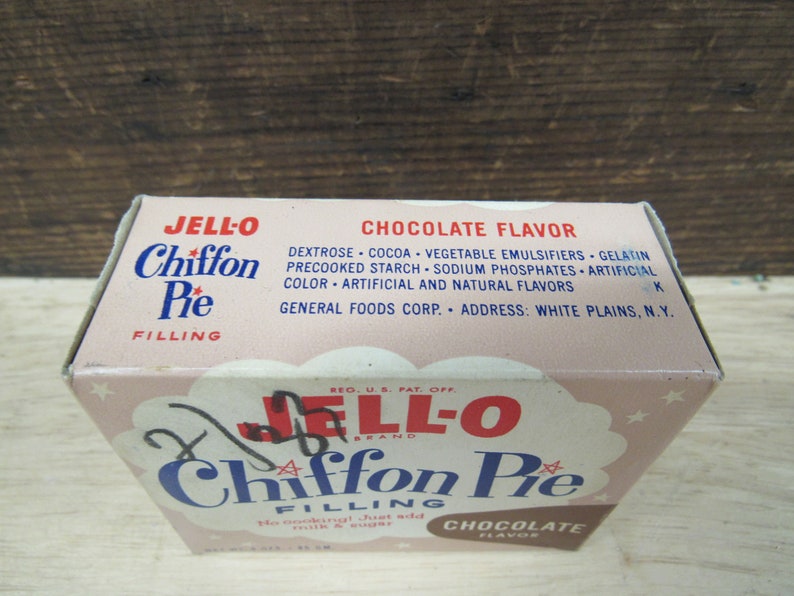 JELL-O
Chiffon
Pie
FILLING
CHOCOLATE FLAVOR
DEXTROSE • COCOA • VEGETABLE EMULSIFIERS • GELATIN
PRECOOKED STARCH • SODIUM PHOSPHATES • ARTIFICIAL
COLOR • ARTIFICIAL AND NATURAL FLAVORS K
GENERAL FOODS CORP. • ADDRESS: WHITE PLAINS, N.Y.
REG. U.S. PAT. OFF.
JELL-O
BRAND
Chiffon Pie
FILLING
No cooking! Just add
milk & sugar
CHOCOLATE
FLAVOR
NET WT.